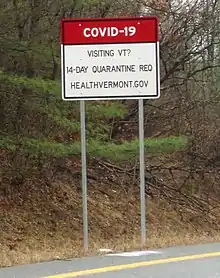 COVID-19
VISITING VT?
14-DAY QUARANTINE REQ
HEALTHVERMONT.GOV